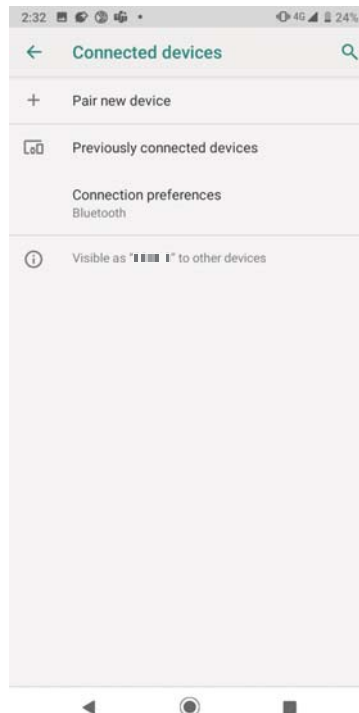 2:32 4G 24%
Connected devices
Pair new device
Previously connected devices
Connection preferences
Bluetooth
Visible as "" to other devices